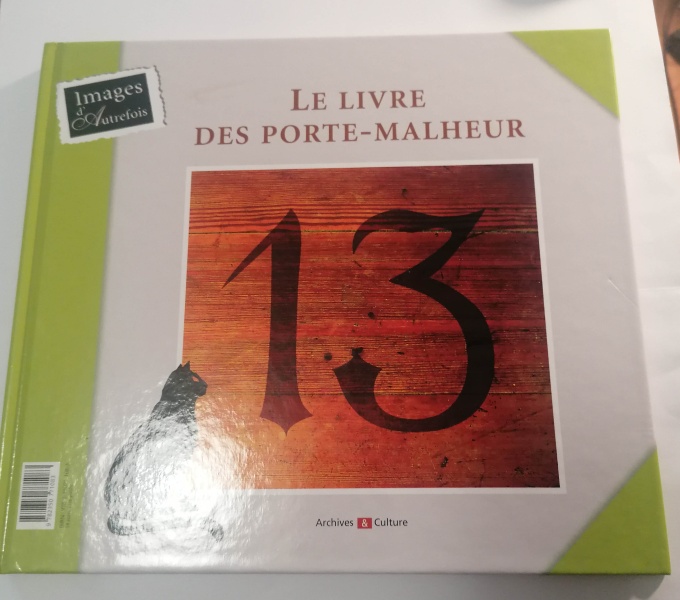 Images
d'Autrefois
LE LIVRE
DES PORTE-MALHEUR
13
Archives & Culture